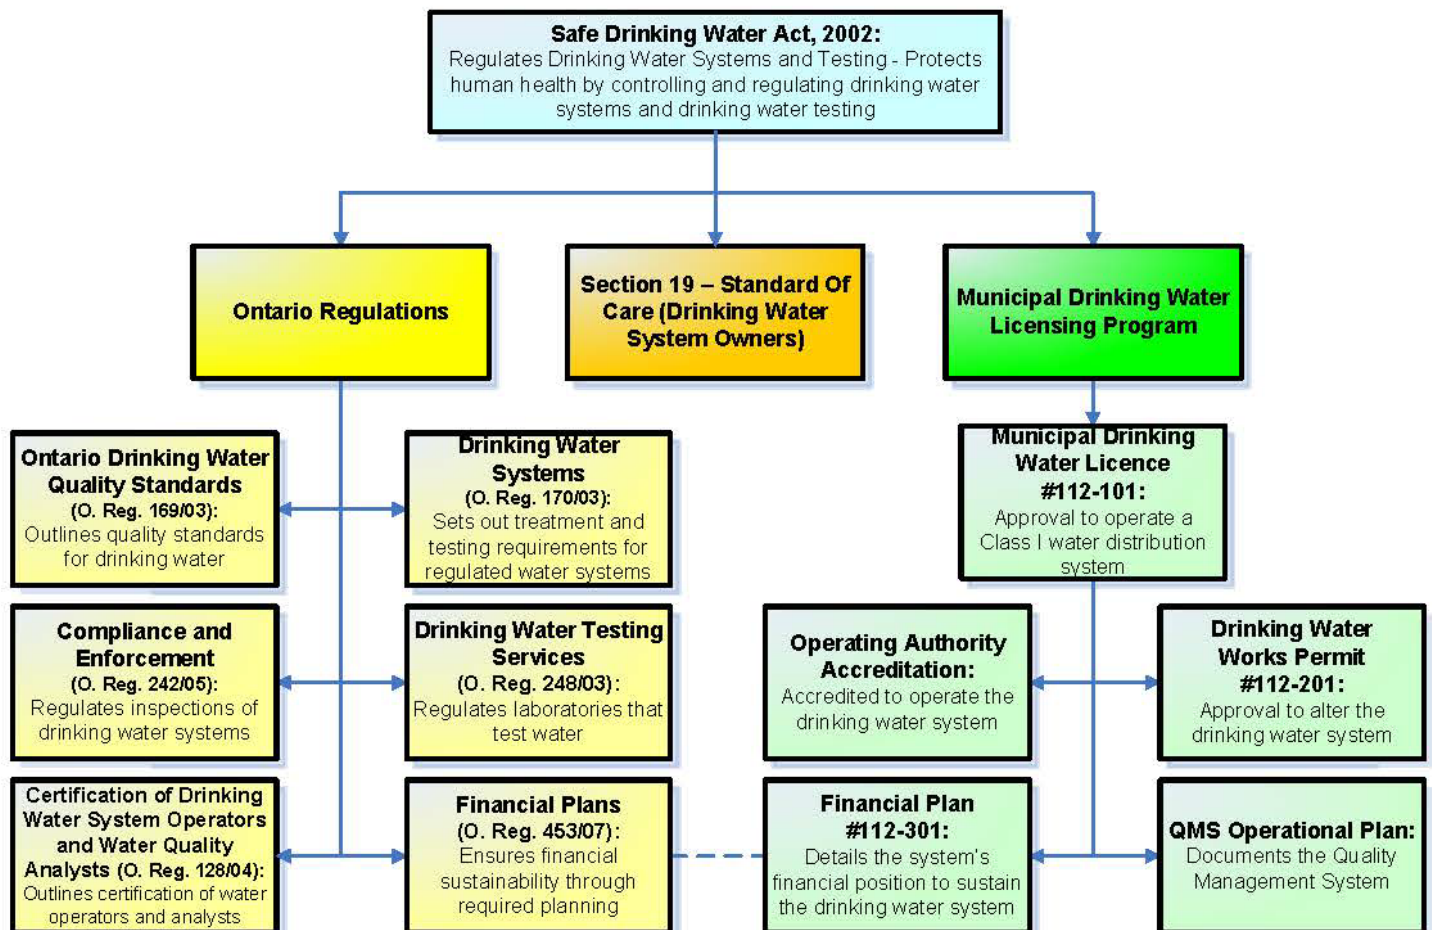 Safe Drinking Water Act, 2002:
Regulates Drinking Water Systems and Testing - Protects
human health by controlling and regulating drinking water
systems and drinking water testing
Ontario Regulations
Section 19 – Standard Of
Care (Drinking Water
System Owners)
Municipal Drinking Water
Licensing Program
Ontario Drinking Water
Quality Standards
(O. Reg. 169/03):
Outlines quality standards
for drinking water
Drinking Water
Systems
(O. Reg. 170/03):
Sets out treatment and
testing requirements for
regulated water systems
Municipal Drinking
Water Licence
#112-101:
Approval to operate a
Class I water distribution
system
Compliance and
Enforcement
(O. Reg. 242/05):
Regulates inspections of
drinking water systems
Drinking Water Testing
Services
(O. Reg. 248/03):
Regulates laboratories that
test water
Operating Authority
Accreditation:
Accredited to operate the
drinking water system
Drinking Water
Works Permit
#112-201:
Approval to alter the
drinking water system
Certification of Drinking
Water System Operators
and Water Quality
Analysts (O. Reg. 128/04):
Outlines certification of water
operators and analysts
Financial Plans
(O. Reg. 453/07):
Ensures financial
sustainability through
required planning
Financial Plan
#112-301:
Details the system's
financial position to sustain
the drinking water system
QMS Operational Plan:
Documents the Quality
Management System